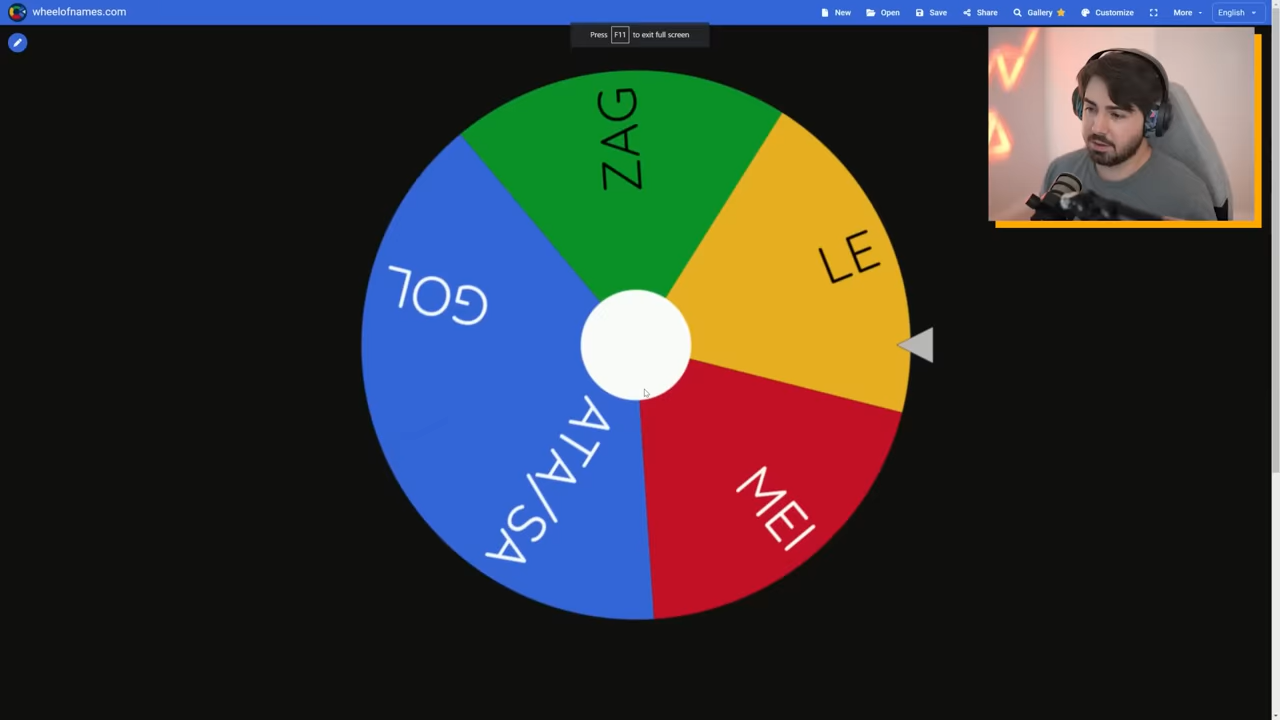 wheelofnames.com
New
Open
Save
Share
Gallery
Customize
More
English
Press F11 to exit full screen
ZAG
LE
GOL
ATA/SA
MEI